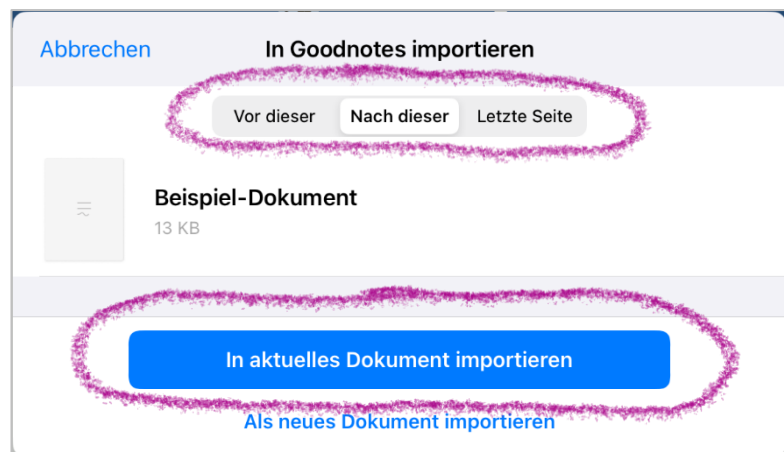 Abbrechen In Goodnotes importieren
Vor dieser Nach dieser Letzte Seite
Beispiel-Dokument
13 KB
In aktuelles Dokument importieren
Als neues Dokument importieren